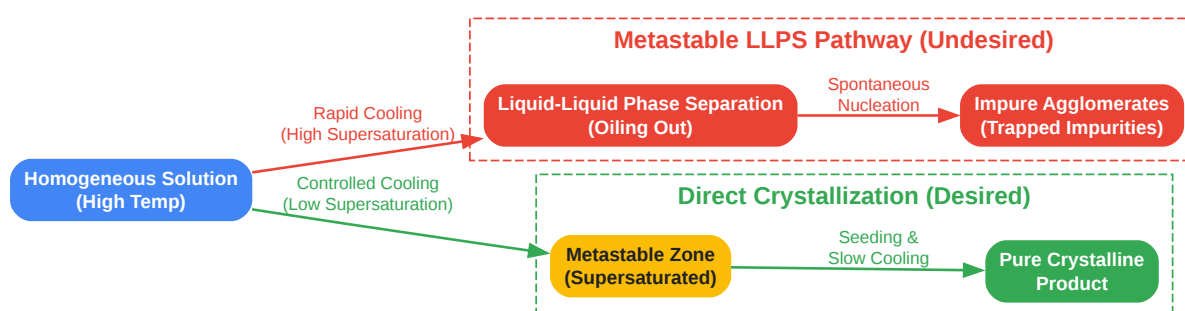 Metastable LLPS Pathway (Undesired)
Liquid-Liquid Phase Separation
(Oiling Out)
Spontaneous
Nucleation
Impure Agglomerates
(Trapped Impurities)
Rapid Cooling
(High Supersaturation)
Homogeneous Solution
(High Temp)
Controlled Cooling
(Low Supersaturation)
Direct Crystallization (Desired)
Metastable Zone
(Supersaturated)
Seeding &
Slow Cooling
Pure Crystalline
Product